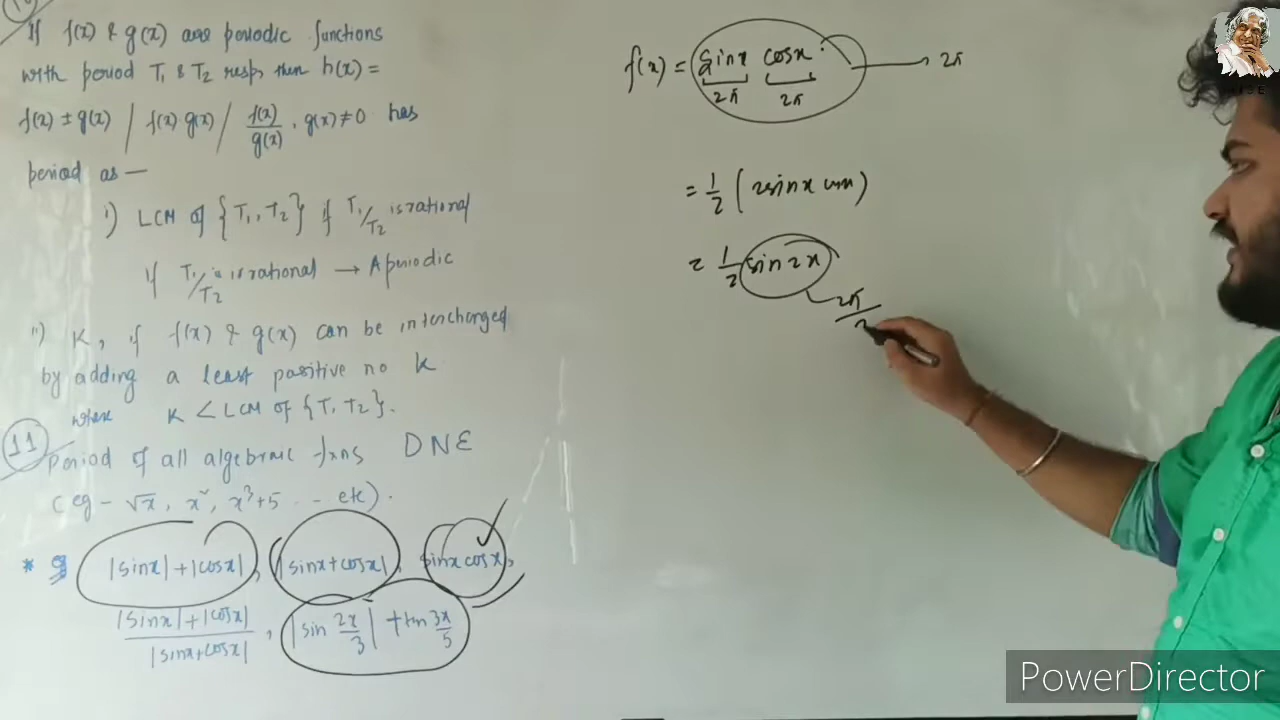 If f(x) & g(x) are periodic functions
with period T₁ & T₂ resp, then h(x) =
f(x) ± g(x) / f(x) g(x) / f(x)/g(x), g(x) ≠ 0 has
period as —
i) LCM of {T₁, T₂} if T₁/T₂ is rational
if T₁/T₂ is irrational → Aperiodic
ii) K, if f(x) & g(x) can be interchanged
by adding a least positive no K
where K < LCM of {T₁, T₂}.
11 Period of all algebraic fxns DNE
(eg - √x, x², x³+5 ... etc).
* |sinx| + |cosx|, |sinx + cosx|, sinx cosx,
|sinx| + |cosx| / |sinx + cosx|, |sin 2x/3| + tan 3x/5
f(x) = sinx cosx 2π
2π 2π
= 1/2 (2sinx cosx)
= 1/2 sin 2x
2π
PowerDirector